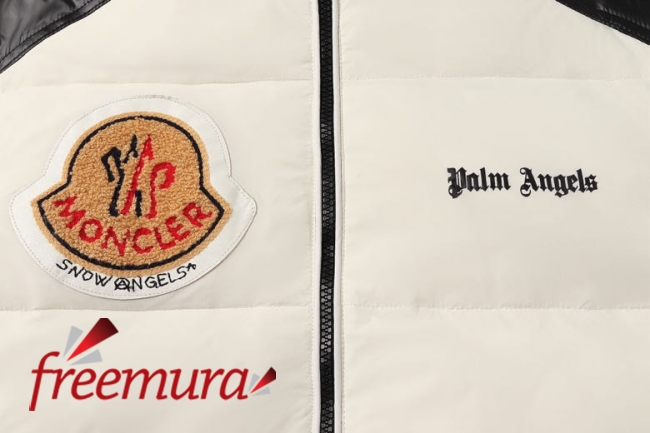 MONCLER
SNOW ANGELS
Palm Angels
freemura